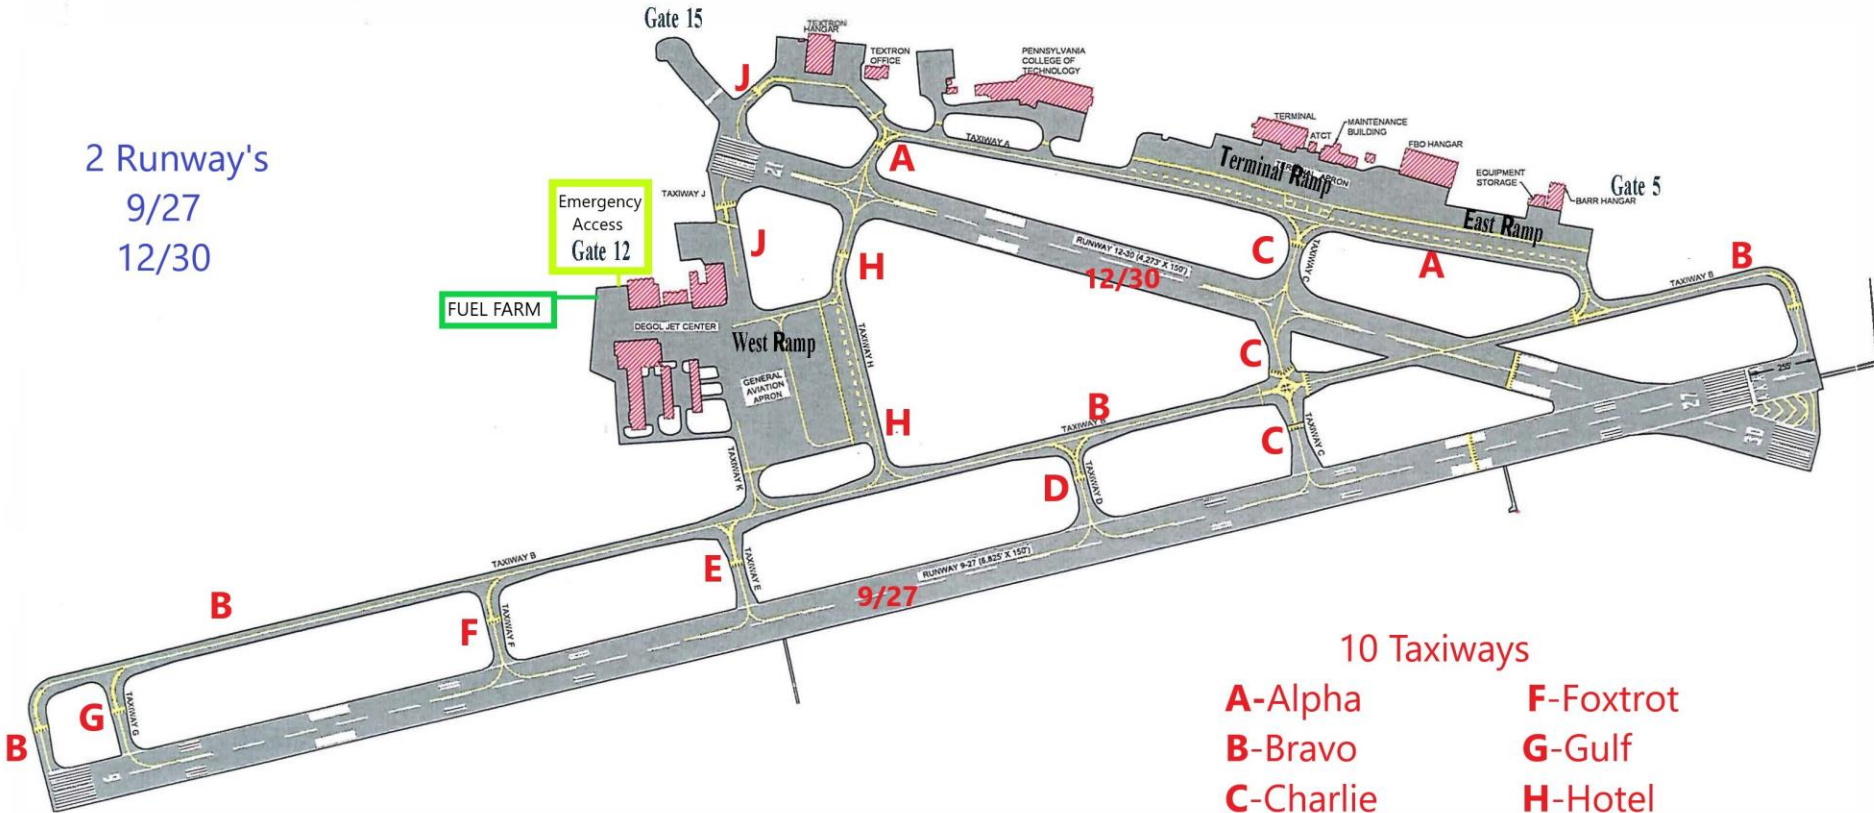 Gate 15
TEXTRON
HANGAR
TEXTRON
OFFICE
PENNSYLVANIA
COLLEGE OF
TECHNOLOGY
J
2 Runway's
9/27
12/30
TAXIWAY A
A
TERMINAL
ATCT
MAINTENANCE
BUILDING
FBO HANGAR
Terminal Ramp
EQUIPMENT
STORAGE
BARR HANGAR
Gate 5
East Ramp
12
TAXIWAY J
Emergency
Access
Gate 12
J
H
RUNWAY 12-30 (4,273' X 150')
12/30
C
TAXIWAY C
A
TAXIWAY B
B
FUEL FARM
DEGOL JET CENTER
West Ramp
TAXIWAY H
GENERAL
AVIATION
APRON
C
255'
27
30
H
B
TAXIWAY B
C
TAXIWAY C
TAXIWAY K
D
TAXIWAY D
TAXIWAY B
E
TAXIWAY E
RUNWAY 9-27 (6,825' X 150')
9/27
B
F
TAXIWAY F
G
TAXIWAY G
B
9
10 Taxiways
A-Alpha
F-Foxtrot
B-Bravo
G-Gulf
C-Charlie
H-Hotel